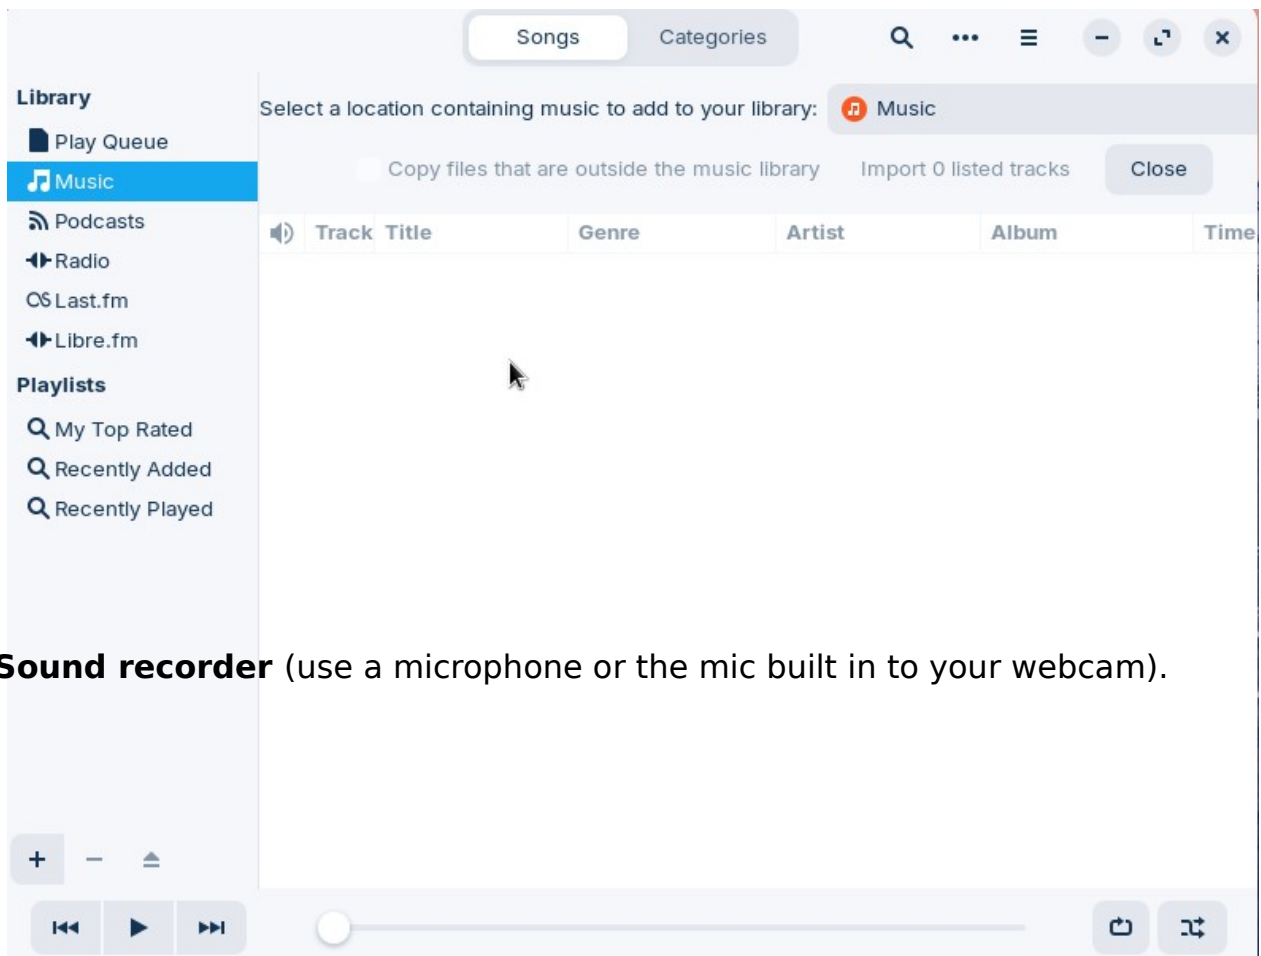 Songs Categories
Library
Select a location containing music to add to your library: Music
Play Queue
Copy files that are outside the music library Import 0 listed tracks Close
Music
Podcasts
Track Title Genre Artist Album Time
Radio
Last.fm
Libre.fm
Playlists
My Top Rated
Recently Added
Recently Played
Sound recorder (use a microphone or the mic built in to your webcam).